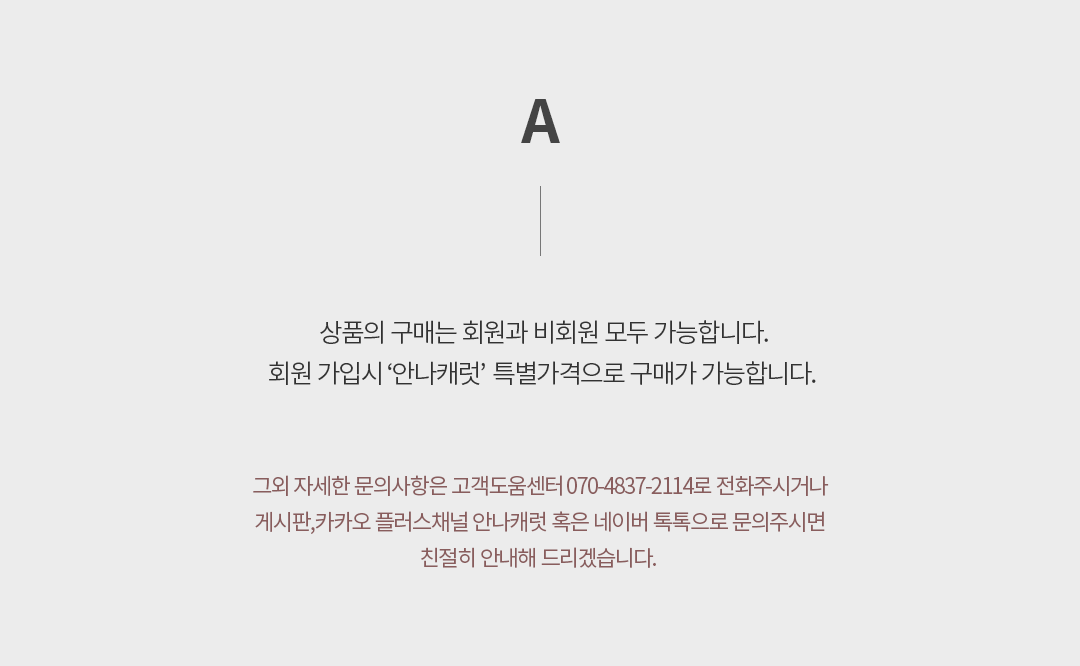 A
상품의 구매는 회원과 비회원 모두 가능합니다.
회원 가입시 ‘안나캐럿’ 특별가격으로 구매가 가능합니다.
그외 자세한 문의사항은 고객도움센터 070-4837-2114로 전화주시거나
게시판,카카오 플러스채널 안나캐럿 혹은 네이버 톡톡으로 문의주시면
친절히 안내해 드리겠습니다.